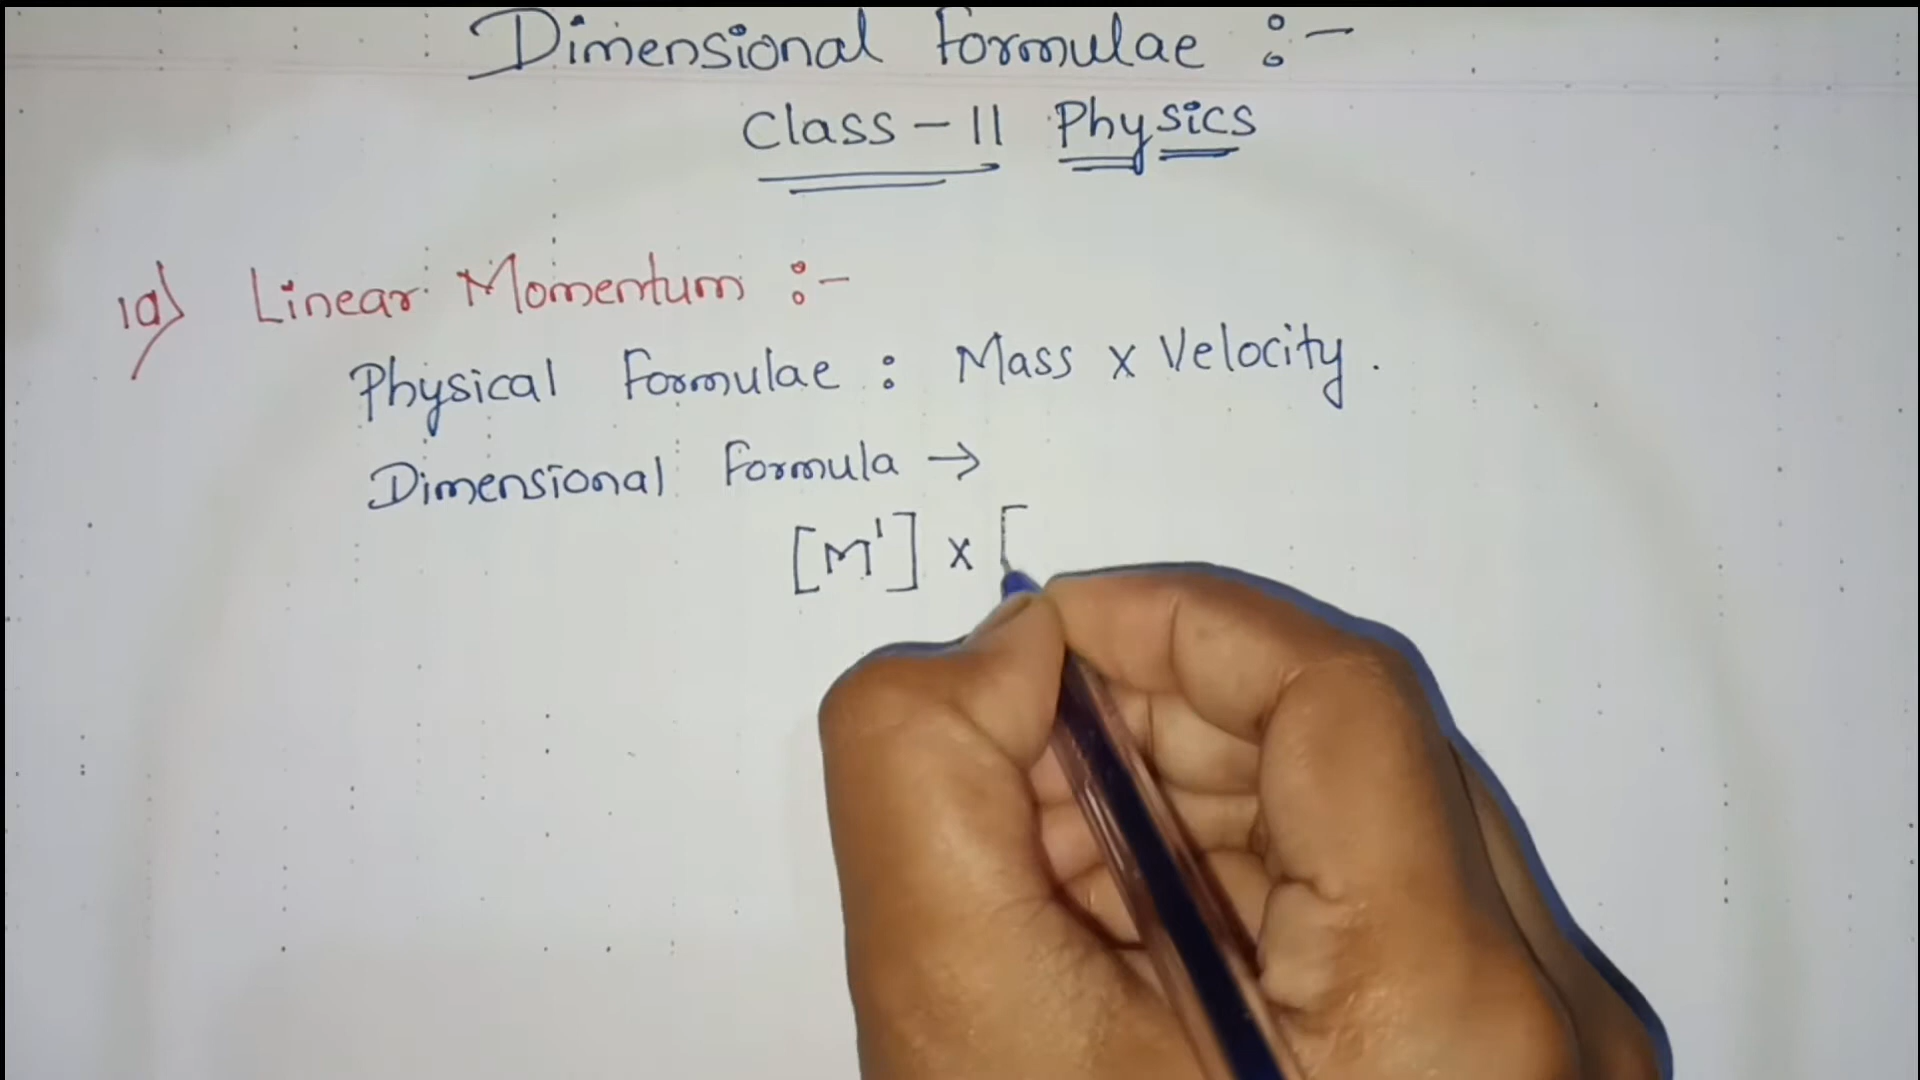 Dimensional Formulae :-
Class - 11 Physics
10) Linear Momentum :-
Physical Formulae : Mass x Velocity.
Dimensional Formula →
[M¹] x [